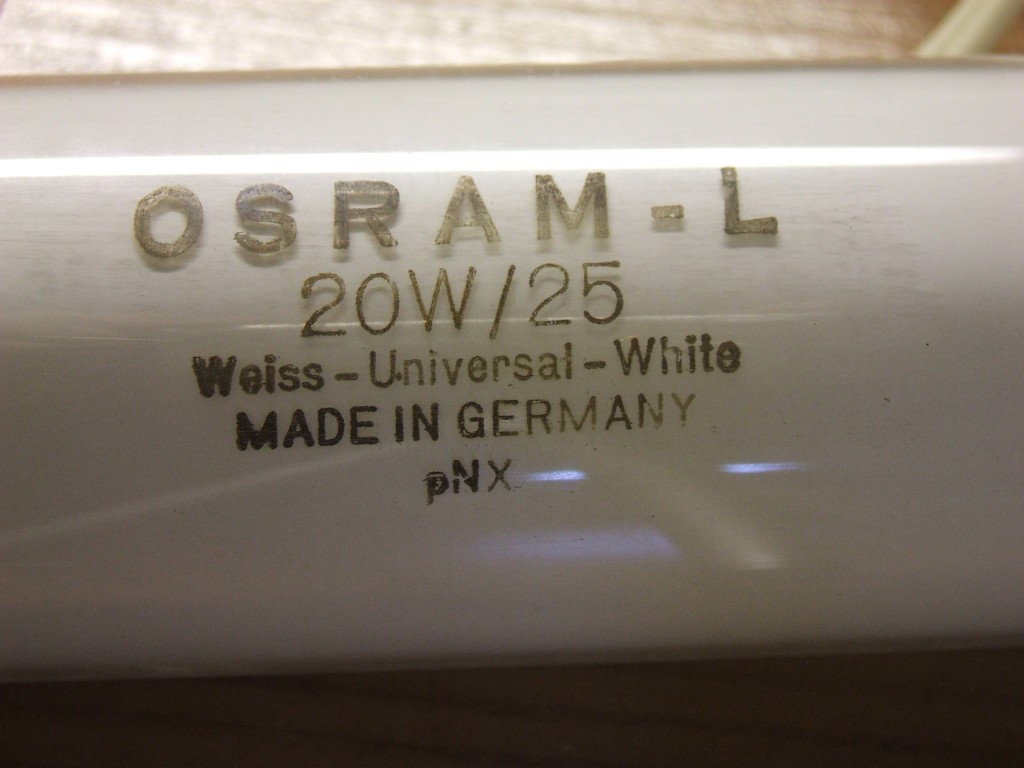 OSRAM-L
20W/25
Weiss-Universal-White
MADE IN GERMANY
pNX